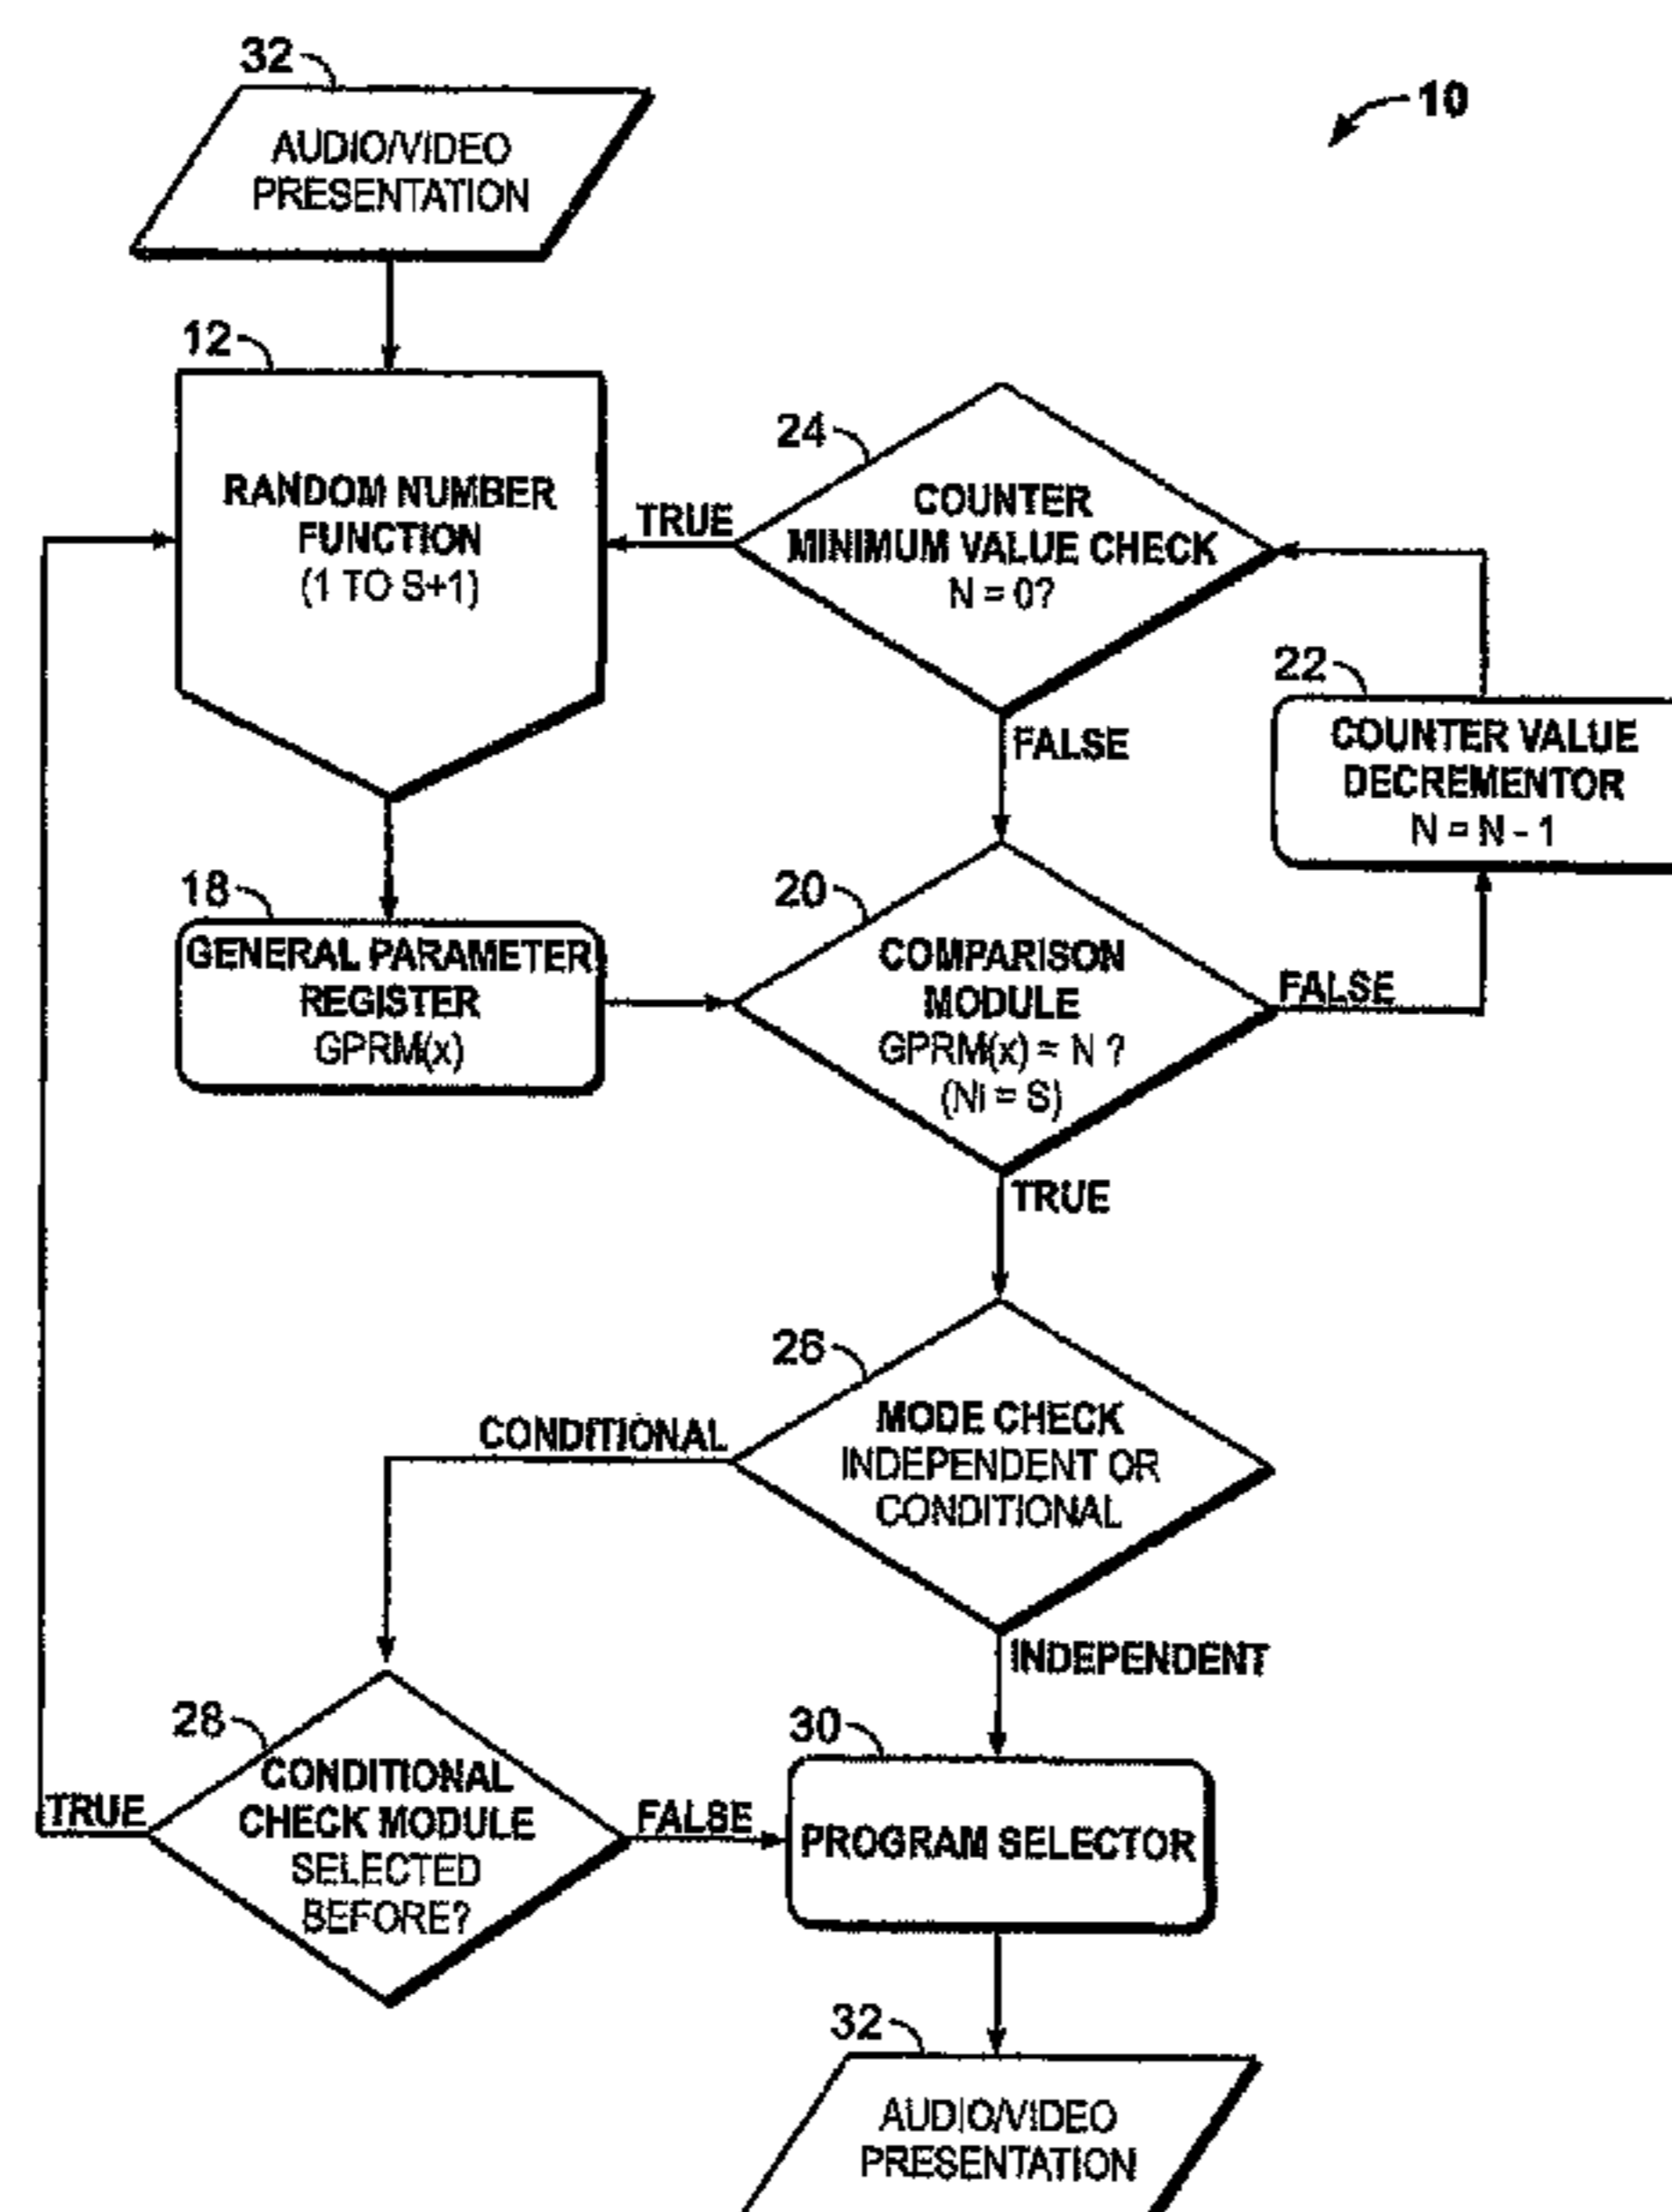 32
AUDIO/VIDEO
PRESENTATION
10
12
RANDOM NUMBER
FUNCTION
(1 TO S+1)
24
COUNTER
MINIMUM VALUE CHECK
N = 0?
TRUE
FALSE
22
COUNTER VALUE
DECREMENTOR
N = N - 1
18
GENERAL PARAMETER
REGISTER
GPRM(x)
20
COMPARISON
MODULE
GPRM(x) = N ?
(Ni = S)
FALSE
TRUE
26
MODE CHECK
INDEPENDENT OR
CONDITIONAL
CONDITIONAL
INDEPENDENT
28
CONDITIONAL
CHECK MODULE
SELECTED
BEFORE?
TRUE
FALSE
30
PROGRAM SELECTOR
32
AUDIO/VIDEO
PRESENTATION